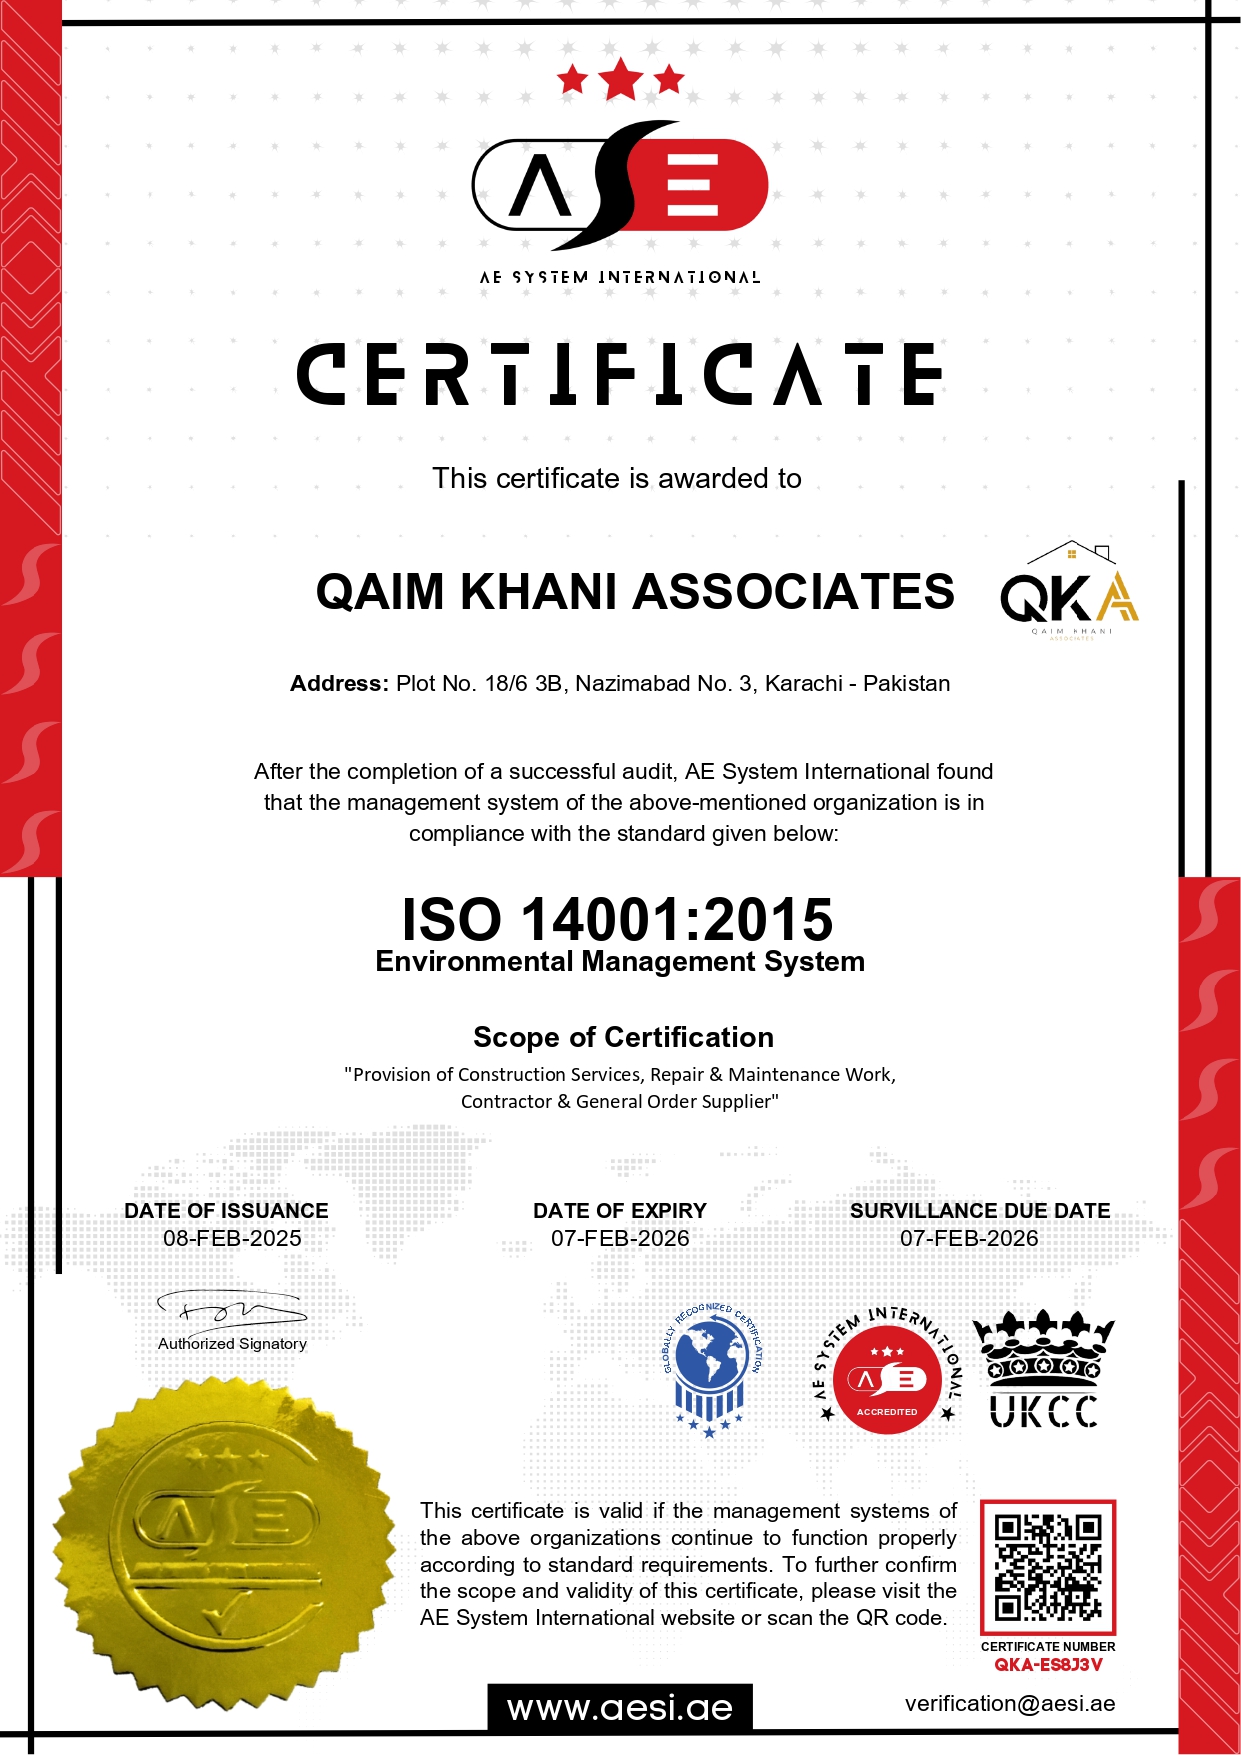 ASE
AE SYSTEM INTERNATIONAL
CERTIFICATE
This certificate is awarded to
QAIM KHANI ASSOCIATES
QKA
QAIM KHANI
ASSOCIATES
Address: Plot No. 18/6 3B, Nazimabad No. 3, Karachi - Pakistan
After the completion of a successful audit, AE System International found
that the management system of the above-mentioned organization is in
compliance with the standard given below:
ISO 14001:2015
Environmental Management System
Scope of Certification
"Provision of Construction Services, Repair & Maintenance Work,
Contractor & General Order Supplier"
DATE OF ISSUANCE
08-FEB-2025
DATE OF EXPIRY
07-FEB-2026
SURVILLANCE DUE DATE
07-FEB-2026
Authorized Signatory
GLOBALLY RECOGNIZED CERTIFICATION
AE SYSTEM INTERNATIONAL
ASE
ACCREDITED
UKCC
ASE
This certificate is valid if the management systems of
the above organizations continue to function properly
according to standard requirements. To further confirm
the scope and validity of this certificate, please visit the
AE System International website or scan the QR code.
CERTIFICATE NUMBER
QKA-ES8J3V
www.aesi.ae
verification@aesi.ae